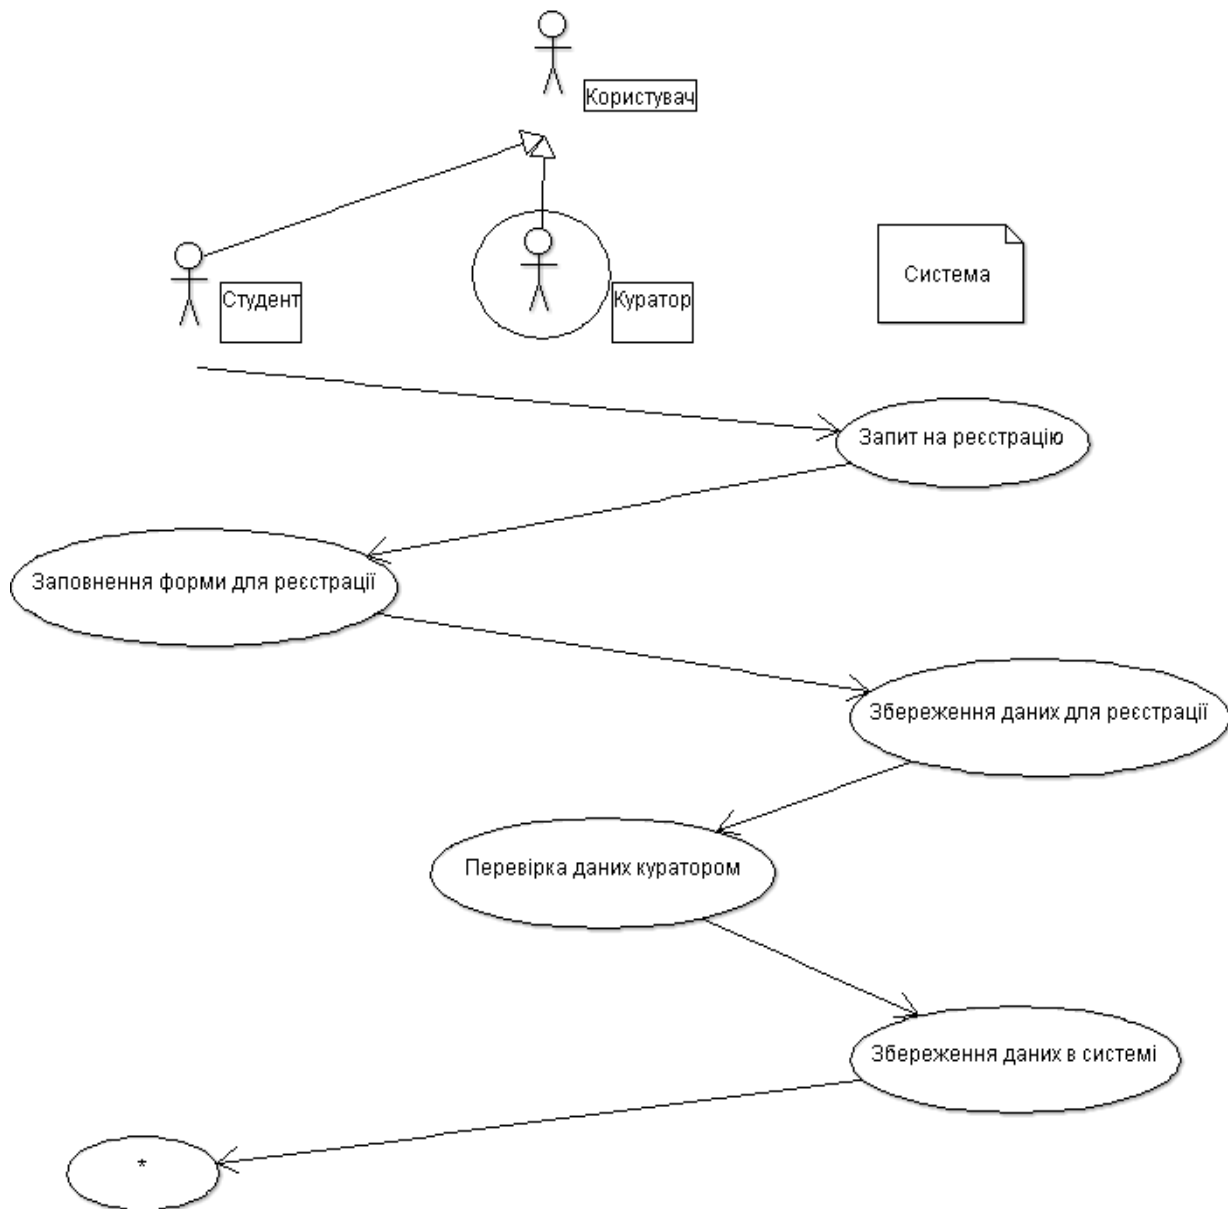 Користувач
Студент
Куратор
Система
Запит на реєстрацію
Заповнення форми для реєстрації
Збереження даних для реєстрації
Перевірка даних куратором
Збереження даних в системі
*